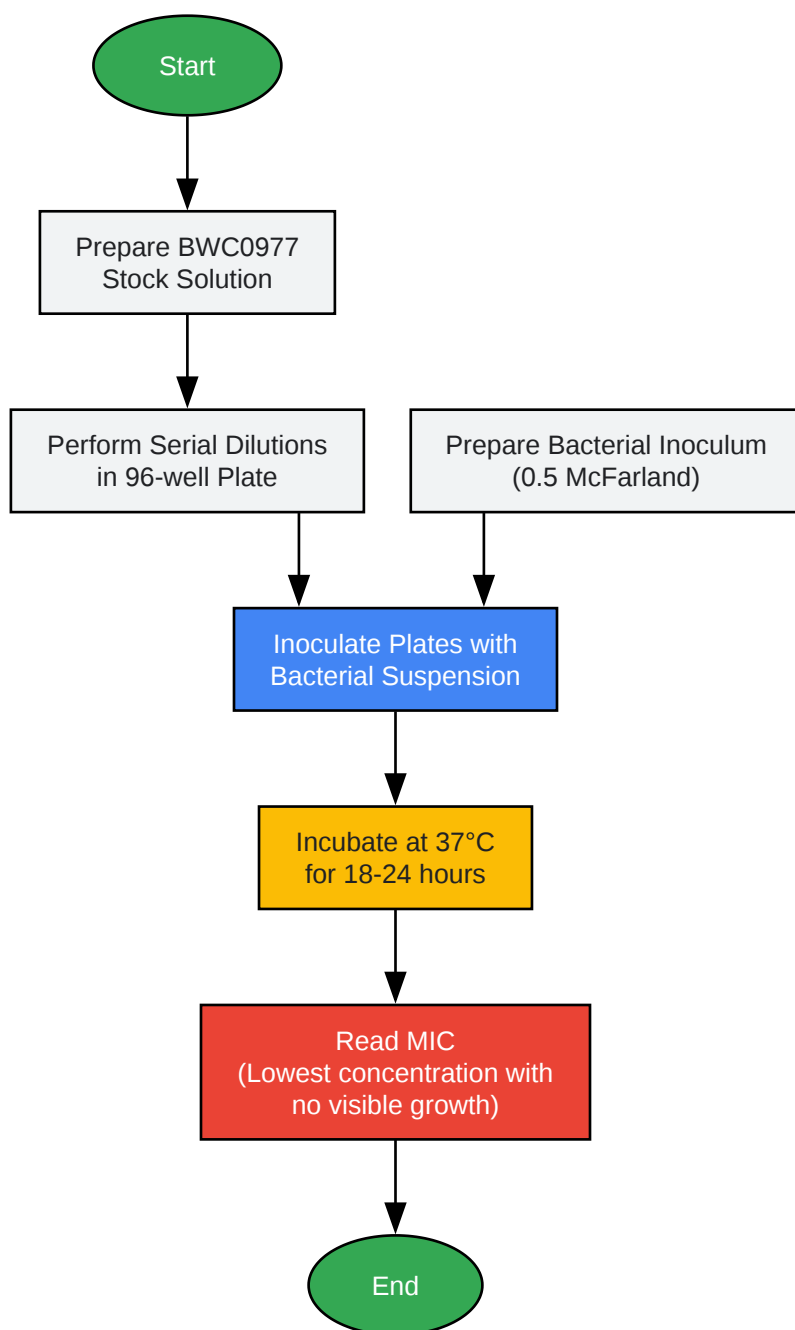 Start
Prepare BWC0977
Stock Solution
Perform Serial Dilutions
in 96-well Plate
Prepare Bacterial Inoculum
(0.5 McFarland)
Inoculate Plates with
Bacterial Suspension
Incubate at 37°C
for 18-24 hours
Read MIC
(Lowest concentration with
no visible growth)
End